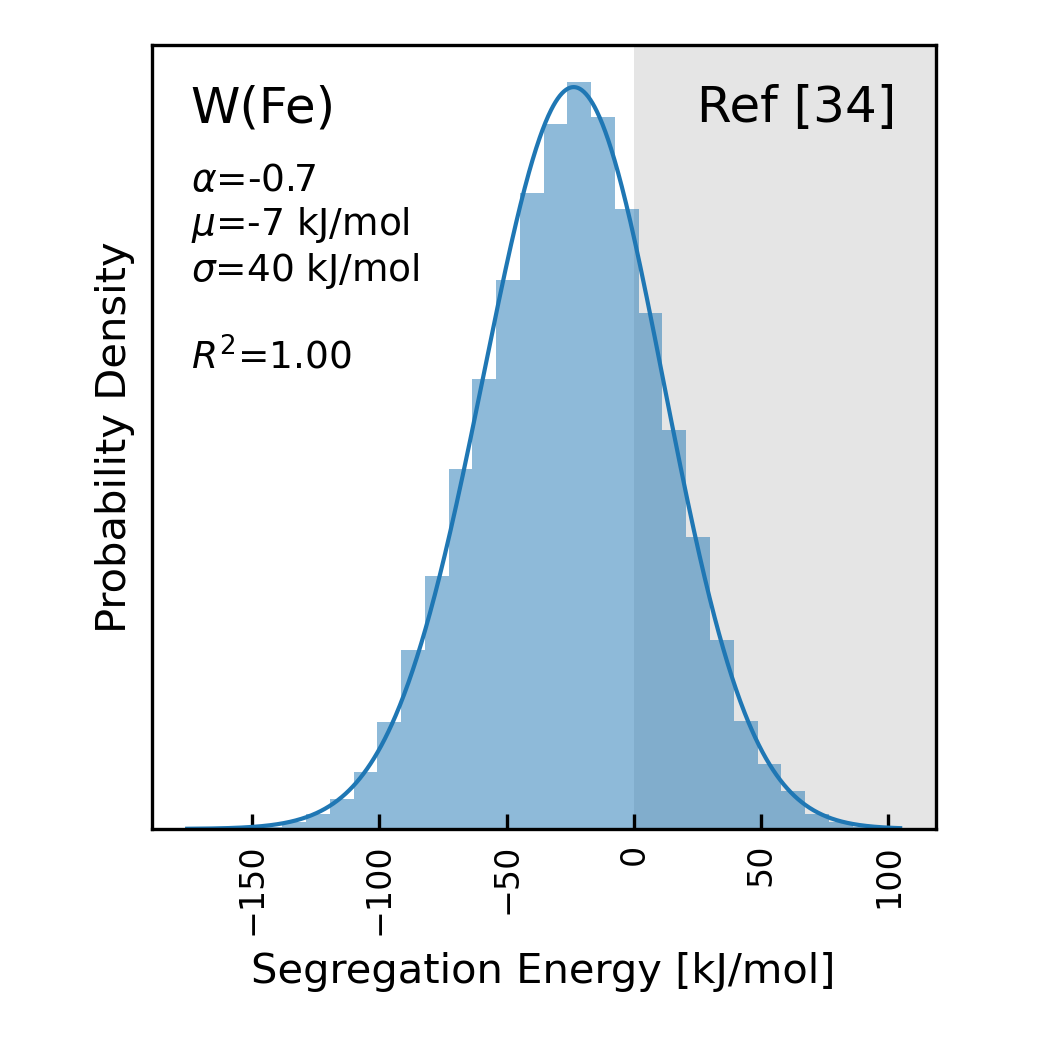 W(Fe)
Ref [34]
α=-0.7
μ=-7 kJ/mol
σ=40 kJ/mol
R²=1.00
Probability Density
−150
−100
−50
0
50
100
Segregation Energy [kJ/mol]